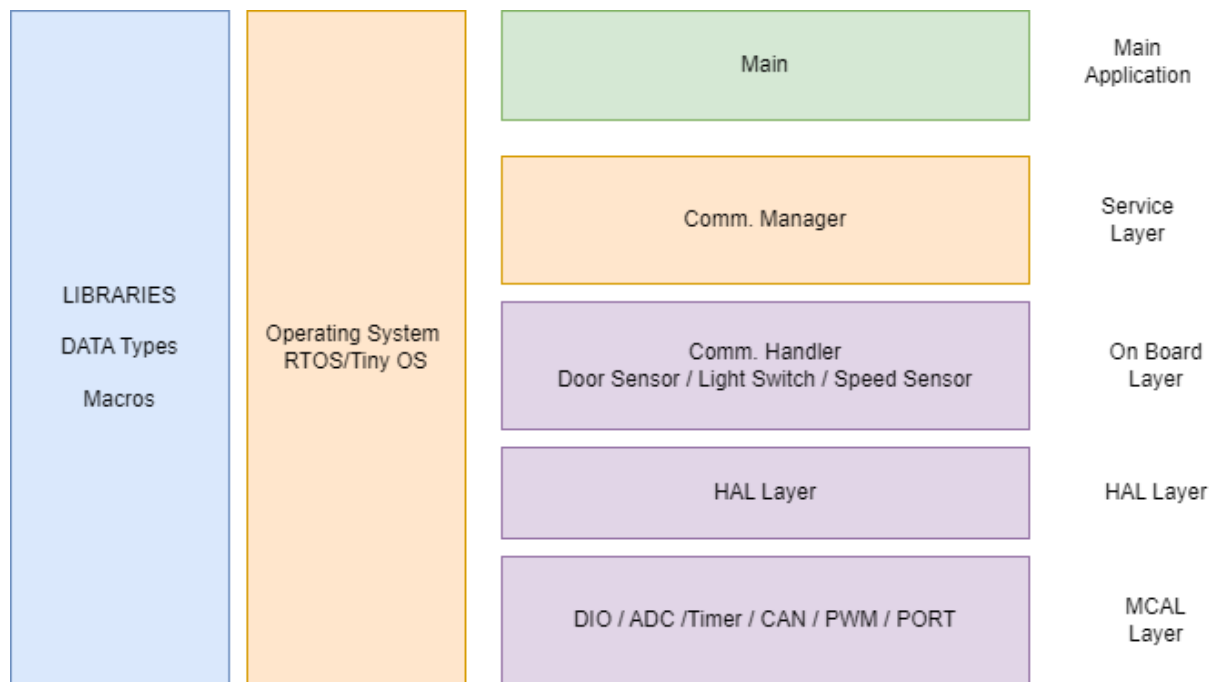 LIBRARIES
DATA Types
Macros
Operating System
RTOS/Tiny OS
Main
Main
Application
Comm. Manager
Service
Layer
Comm. Handler
Door Sensor / Light Switch / Speed Sensor
On Board
Layer
HAL Layer
HAL Layer
DIO / ADC /Timer / CAN / PWM / PORT
MCAL
Layer